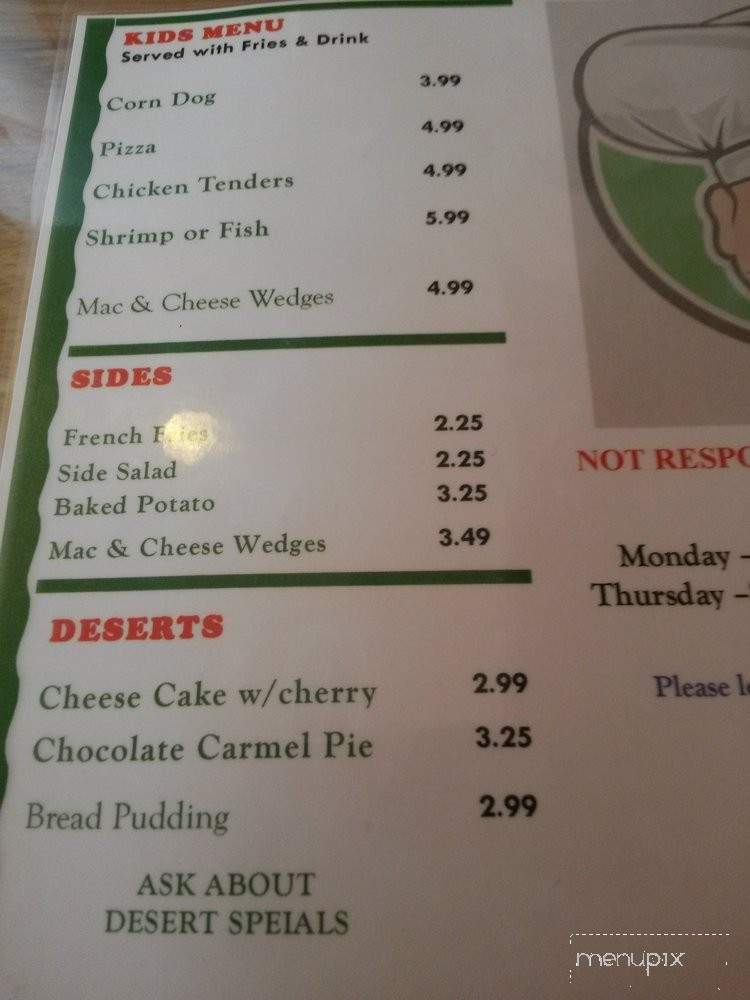 KIDS MENU
Served with Fries & Drink
Corn Dog 3.99
Pizza 4.99
Chicken Tenders 4.99
Shrimp or Fish 5.99
Mac & Cheese Wedges 4.99
SIDES
French Fries 2.25
Side Salad 2.25
Baked Potato 3.25
Mac & Cheese Wedges 3.49
DESERTS
Cheese Cake w/cherry 2.99
Chocolate Carmel Pie 3.25
Bread Pudding 2.99
ASK ABOUT
DESERT SPEIALS
NOT RESPO
Monday –
Thursday –
Please le
menupix